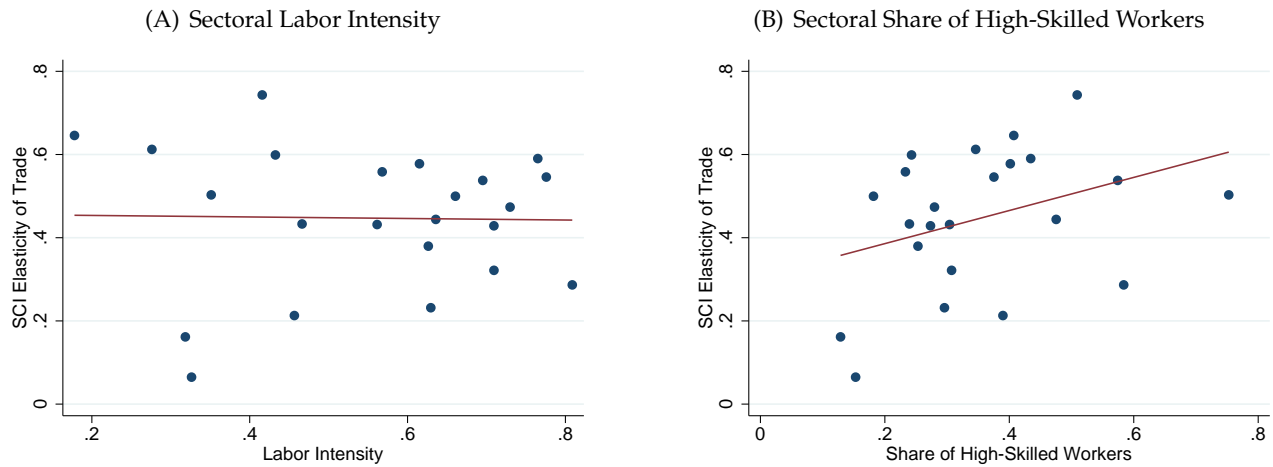 (A) Sectoral Labor Intensity
SCI Elasticity of Trade
.8
.6
.4
.2
0
.2 .4 .6 .8
Labor Intensity
(B) Sectoral Share of High-Skilled Workers
SCI Elasticity of Trade
.8
.6
.4
.2
0
0 .2 .4 .6 .8
Share of High-Skilled Workers